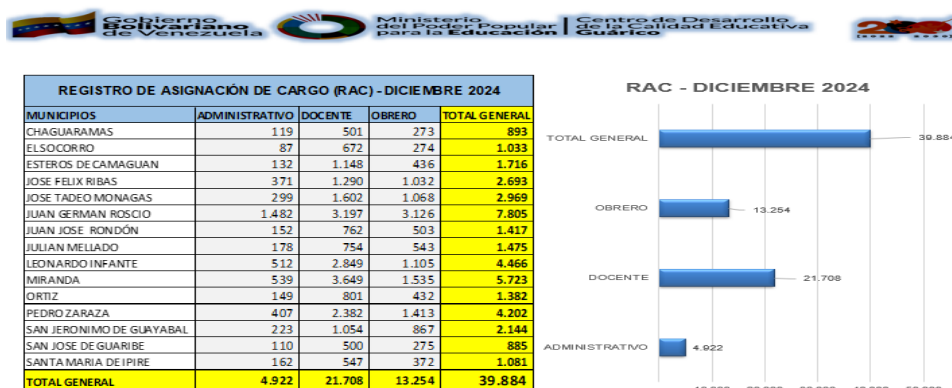 Gobierno Bolivariano de Venezuela
Ministerio del Poder Popular para la Educación
Centro de Desarrollo de la Calidad Educativa Guárico
REGISTRO DE ASIGNACIÓN DE CARGO (RAC) - DICIEMBRE 2024
MUNICIPIOS ADMINISTRATIVO DOCENTE OBRERO TOTAL GENERAL
CHAGUARAMAS 119 501 273 893
EL SOCORRO 87 672 274 1.033
ESTEROS DE CAMAGUAN 132 1.148 436 1.716
JOSE FELIX RIBAS 371 1.290 1.032 2.693
JOSE TADEO MONAGAS 299 1.602 1.068 2.969
JUAN GERMAN ROSCIO 1.482 3.197 3.126 7.805
JUAN JOSE RONDÓN 152 762 503 1.417
JULIAN MELLADO 178 754 543 1.475
LEONARDO INFANTE 512 2.849 1.105 4.466
MIRANDA 539 3.649 1.535 5.723
ORTIZ 149 801 432 1.382
PEDRO ZARAZA 407 2.382 1.413 4.202
SAN JERONIMO DE GUAYABAL 223 1.054 867 2.144
SAN JOSE DE GUARIBE 110 500 275 885
SANTA MARIA DE IPIRE 162 547 372 1.081
TOTAL GENERAL 4.922 21.708 13.254 39.884
RAC - DICIEMBRE 2024
TOTAL GENERAL 39.884
OBRERO 13.254
DOCENTE 21.708
ADMINISTRATIVO 4.922